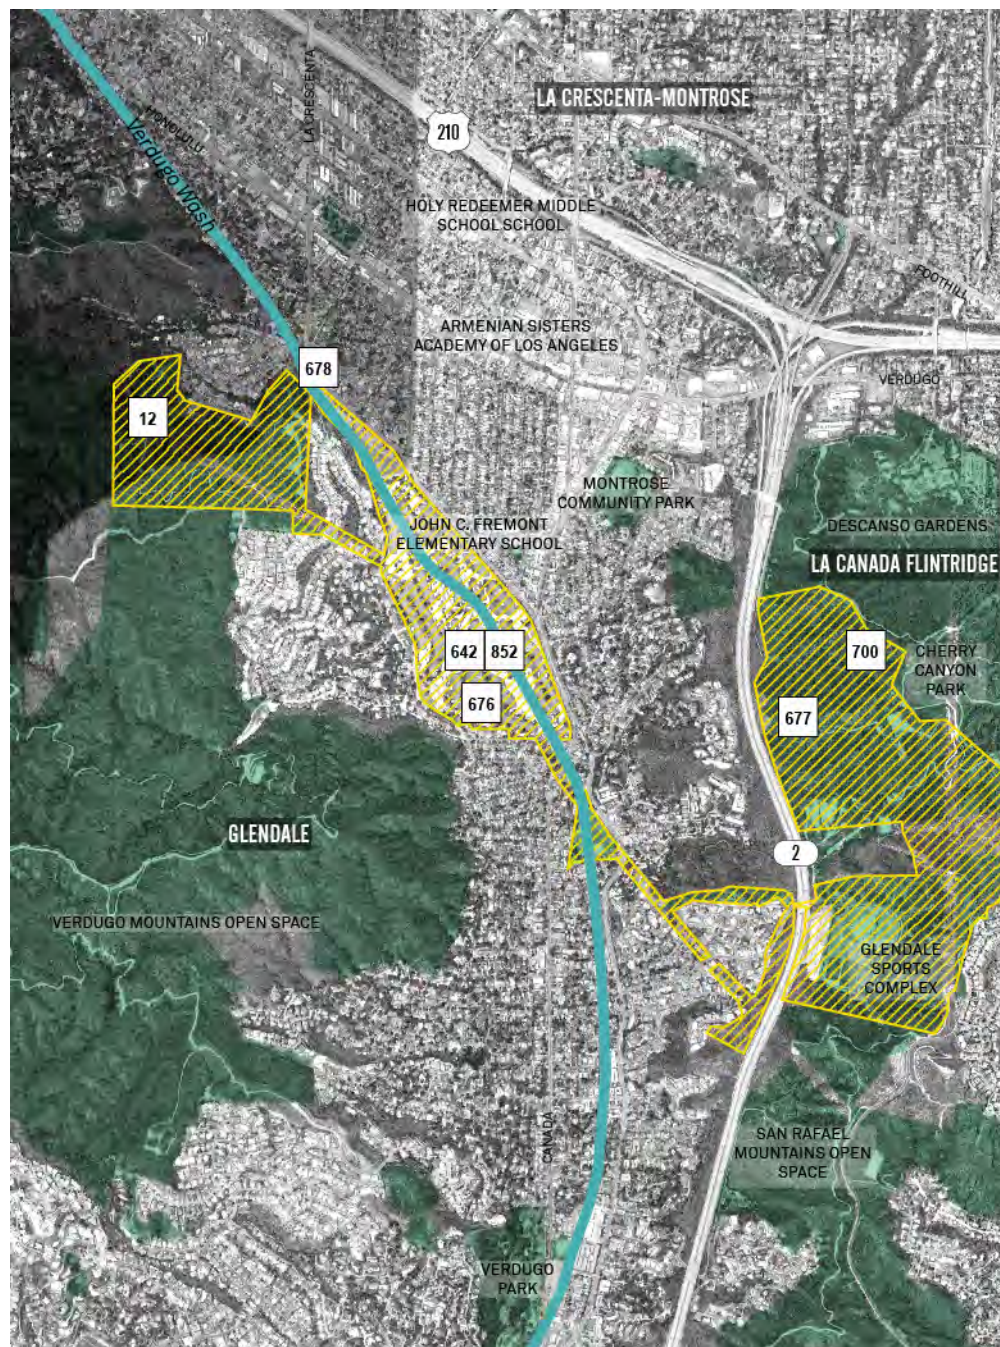 LA CRESCENTA
LA CRESCENTA-MONTROSE
210
HONOLULU
Verdugo Wash
HOLY REDEEMER MIDDLE
SCHOOL SCHOOL
FOOTHILL
ARMENIAN SISTERS
ACADEMY OF LOS ANGELES
678
VERDUGO
12
MONTROSE
COMMUNITY PARK
JOHN C. FREMONT
ELEMENTARY SCHOOL
DESCANSO GARDENS
LA CANADA FLINTRIDGE
642
852
700
CHERRY
CANYON
PARK
676
677
GLENDALE
2
VERDUGO MOUNTAINS OPEN SPACE
GLENDALE
SPORTS
COMPLEX
CANADA
SAN RAFAEL
MOUNTAINS OPEN
SPACE
VERDUGO
PARK